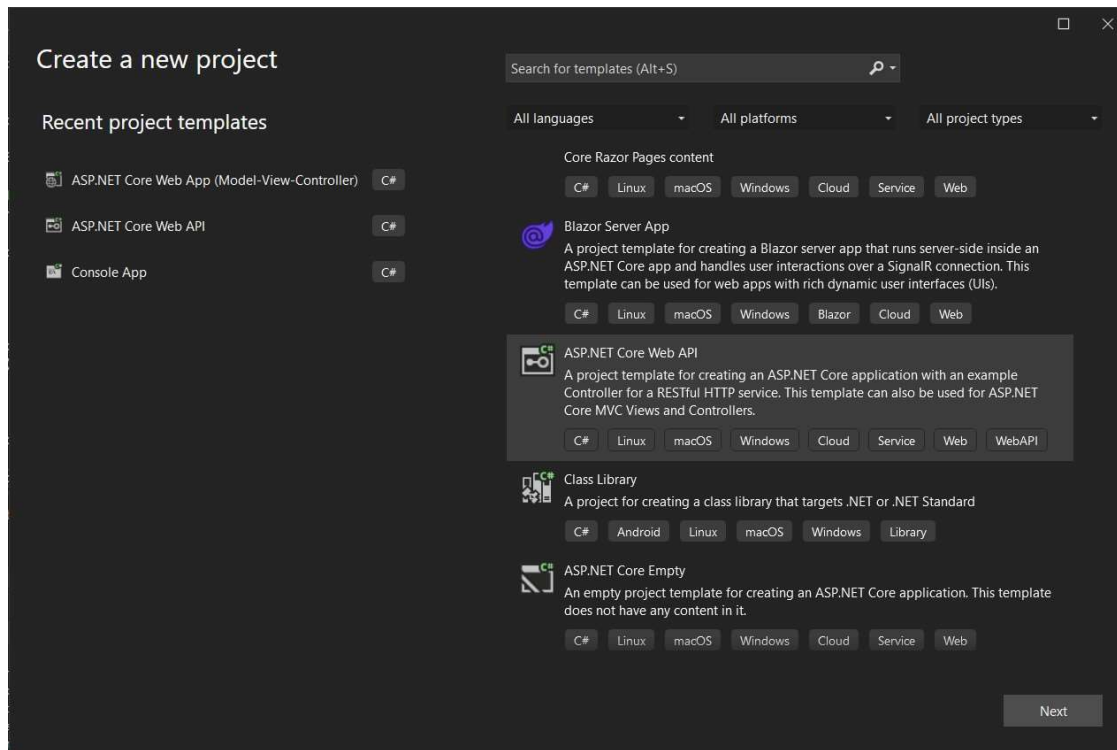 Create a new project
Recent project templates
ASP.NET Core Web App (Model-View-Controller) C#
ASP.NET Core Web API C#
Console App C#
Search for templates (Alt+S)
All languages All platforms All project types
Core Razor Pages content
C# Linux macOS Windows Cloud Service Web
Blazor Server App
A project template for creating a Blazor server app that runs server-side inside an
ASP.NET Core app and handles user interactions over a SignalR connection. This
template can be used for web apps with rich dynamic user interfaces (UIs).
C# Linux macOS Windows Blazor Cloud Web
ASP.NET Core Web API
A project template for creating an ASP.NET Core application with an example
Controller for a RESTful HTTP service. This template can also be used for ASP.NET
Core MVC Views and Controllers.
C# Linux macOS Windows Cloud Service Web WebAPI
Class Library
A project for creating a class library that targets .NET or .NET Standard
C# Android Linux macOS Windows Library
ASP.NET Core Empty
An empty project template for creating an ASP.NET Core application. This template
does not have any content in it.
C# Linux macOS Windows Cloud Service Web
Next